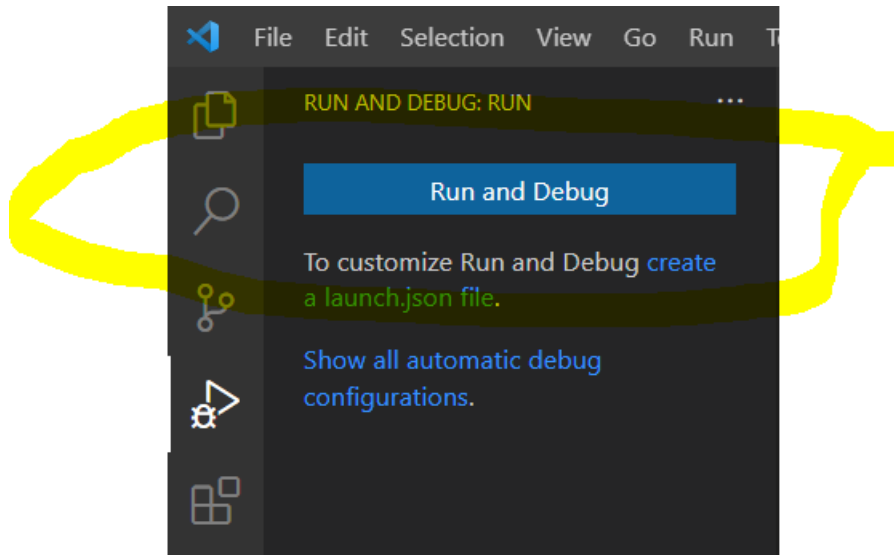 File Edit Selection View Go Run
RUN AND DEBUG: RUN
Run and Debug
To customize Run and Debug create
a launch.json file.
Show all automatic debug
configurations.